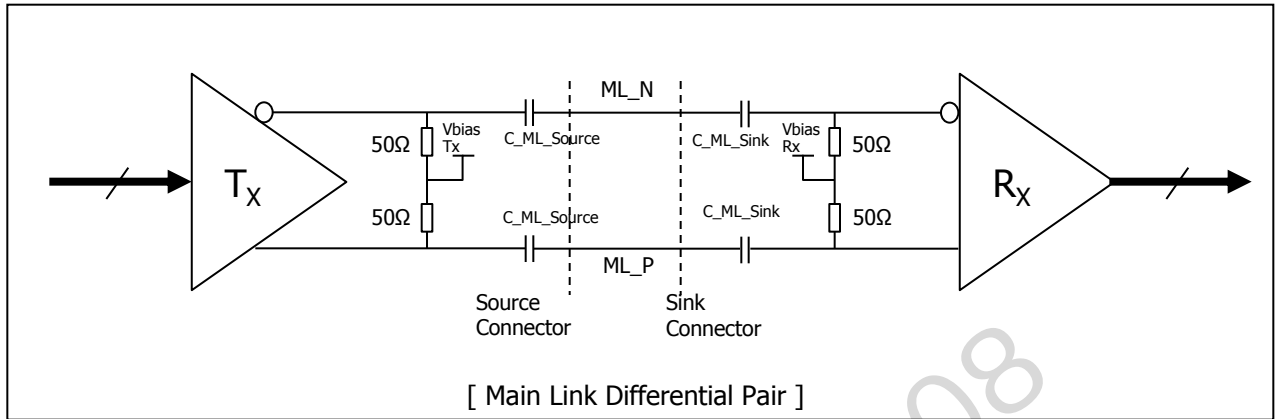 ML_N
Vbias
Tx
C_ML_Source
C_ML_Sink
Vbias
Rx
50Ω
50Ω
TX
RX
50Ω
50Ω
C_ML_Source
C_ML_Sink
ML_P
Source
Connector
Sink
Connector
08
[ Main Link Differential Pair ]